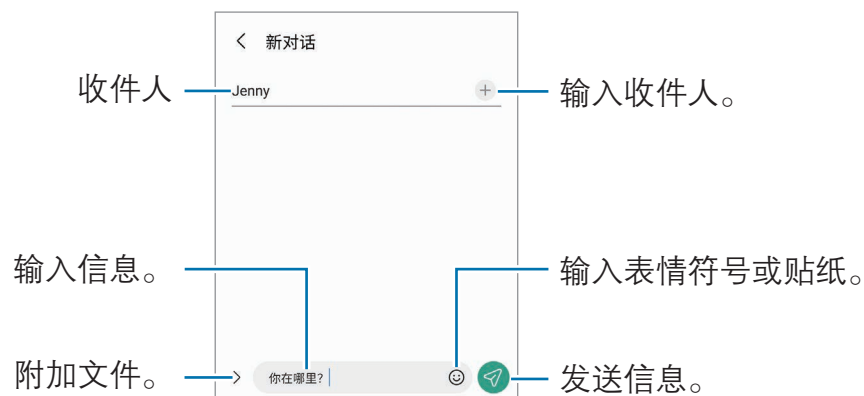 新对话
收件人
Jenny
输入收件人。
输入信息。
输入表情符号或贴纸。
附加文件。
你在哪里?
发送信息。